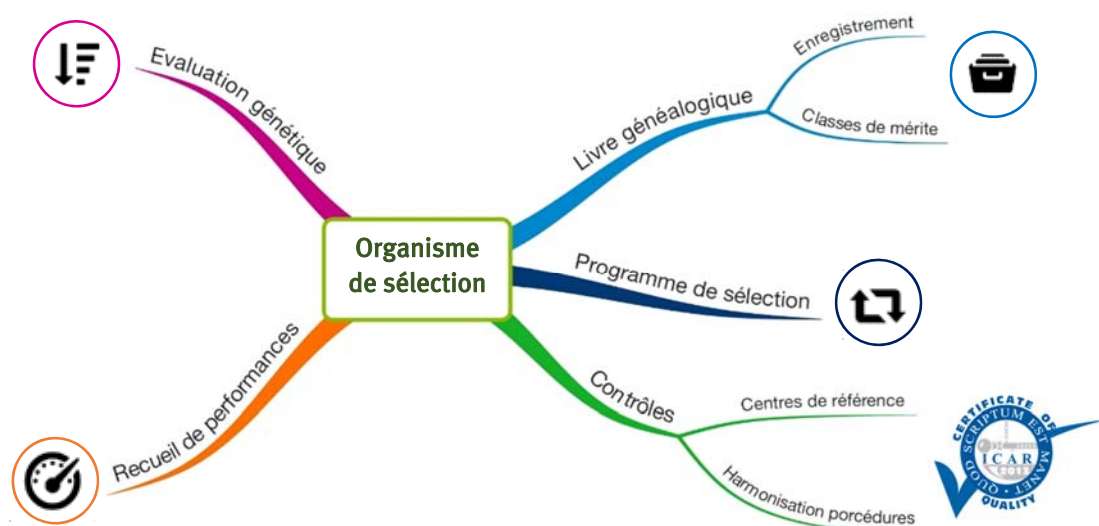 Evaluation génétique
Enregistrement
Livre généalogique
Classes de mérite
Organisme
de sélection
Programme de sélection
Recueil de performances
Contrôles
Centres de référence
Harmonisation porcédures
CERTIFICATE OF
QUOD SCRIPTUM EST MANET
ICAR
2013
QUALITY